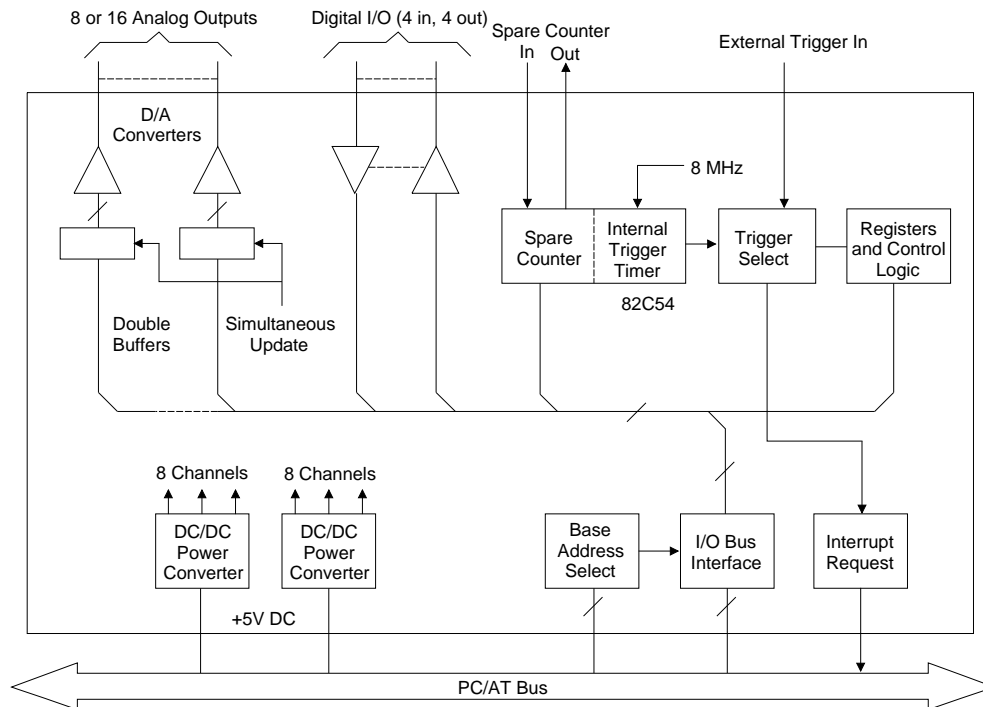 8 or 16 Analog Outputs
Digital I/O (4 in, 4 out)
Spare Counter
In
Out
External Trigger In
D/A
Converters
8 MHz
Spare
Counter
Internal
Trigger
Timer
Trigger
Select
Registers
and Control
Logic
82C54
Double
Buffers
Simultaneous
Update
8 Channels
8 Channels
DC/DC
Power
Converter
DC/DC
Power
Converter
Base
Address
Select
I/O Bus
Interface
Interrupt
Request
+5V DC
PC/AT Bus